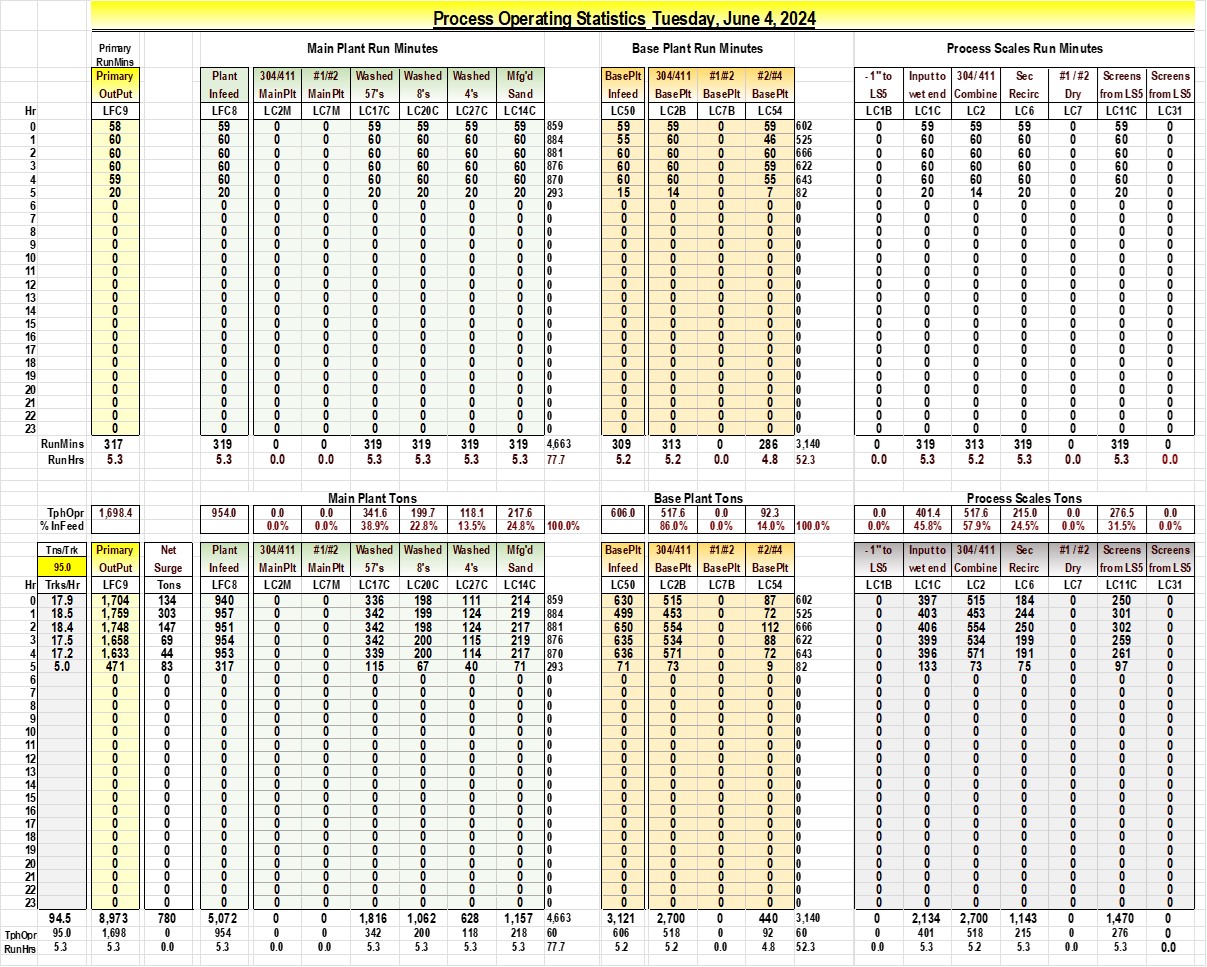 Process Operating Statistics Tuesday, June 4, 2024
Primary Main Plant Run Minutes Base Plant Run Minutes Process Scales Run Minutes
RunMins
Primary Plant 304/411 #1/#2 Washed Washed Washed Mfg'd BasePlt 304/411 #1/#2 #2/#4 - 1" to Input to 304/ 411 Sec #1 / #2 Screens Screens
OutPut Infeed MainPlt MainPlt 57's 8's 4's Sand Infeed BasePlt BasePlt BasePlt LS5 wet end Combine Recirc Dry from LS5 from LS5
Hr LFC9 LFC8 LC2M LC7M LC17C LC20C LC27C LC14C LC50 LC2B LC7B LC54 LC1B LC1C LC2 LC6 LC7 LC11C LC31
0 58 59 0 0 59 59 59 59 859 59 59 0 59 602 0 59 59 59 0 59 0
1 60 60 0 0 60 60 60 60 884 55 60 0 46 525 0 60 60 60 0 60 0
2 60 60 0 0 60 60 60 60 881 60 60 0 60 666 0 60 60 60 0 60 0
3 60 60 0 0 60 60 60 60 876 60 60 0 59 622 0 60 60 60 0 60 0
4 59 60 0 0 60 60 60 60 870 60 60 0 55 643 0 60 60 60 0 60 0
5 20 20 0 0 20 20 20 20 293 15 14 0 7 82 0 20 14 20 0 20 0
6 0 0 0 0 0 0 0 0 0 0 0 0 0 0 0 0 0 0 0 0 0
7 0 0 0 0 0 0 0 0 0 0 0 0 0 0 0 0 0 0 0 0 0
8 0 0 0 0 0 0 0 0 0 0 0 0 0 0 0 0 0 0 0 0 0
9 0 0 0 0 0 0 0 0 0 0 0 0 0 0 0 0 0 0 0 0 0
10 0 0 0 0 0 0 0 0 0 0 0 0 0 0 0 0 0 0 0 0 0
11 0 0 0 0 0 0 0 0 0 0 0 0 0 0 0 0 0 0 0 0 0
12 0 0 0 0 0 0 0 0 0 0 0 0 0 0 0 0 0 0 0 0 0
13 0 0 0 0 0 0 0 0 0 0 0 0 0 0 0 0 0 0 0 0 0
14 0 0 0 0 0 0 0 0 0 0 0 0 0 0 0 0 0 0 0 0 0
15 0 0 0 0 0 0 0 0 0 0 0 0 0 0 0 0 0 0 0 0 0
16 0 0 0 0 0 0 0 0 0 0 0 0 0 0 0 0 0 0 0 0 0
17 0 0 0 0 0 0 0 0 0 0 0 0 0 0 0 0 0 0 0 0 0
18 0 0 0 0 0 0 0 0 0 0 0 0 0 0 0 0 0 0 0 0 0
19 0 0 0 0 0 0 0 0 0 0 0 0 0 0 0 0 0 0 0 0 0
20 0 0 0 0 0 0 0 0 0 0 0 0 0 0 0 0 0 0 0 0 0
21 0 0 0 0 0 0 0 0 0 0 0 0 0 0 0 0 0 0 0 0 0
22 0 0 0 0 0 0 0 0 0 0 0 0 0 0 0 0 0 0 0 0 0
23 0 0 0 0 0 0 0 0 0 0 0 0 0 0 0 0 0 0 0 0 0
RunMins 317 319 0 0 319 319 319 319 4,663 309 313 0 286 3,140 0 319 313 319 0 319 0
Run Hrs 5.3 5.3 0.0 0.0 5.3 5.3 5.3 5.3 77.7 5.2 5.2 0.0 4.8 52.3 0.0 5.3 5.2 5.3 0.0 5.3 0.0
Main Plant Tons Base Plant Tons Process Scales Tons
TphOpr 1,698.4 954.0 0.0 0.0 341.6 199.7 118.1 217.6 606.0 517.6 0.0 92.3 0.0 401.4 517.6 215.0 0.0 276.5 0.0
% InFeed 0.0% 0.0% 38.9% 22.8% 13.5% 24.8% 100.0% 86.0% 0.0% 14.0% 100.0% 0.0% 45.8% 57.9% 24.5% 0.0% 31.5% 0.0%
Tns/Trk Primary Net Plant 304/411 #1/#2 Washed Washed Washed Mfg'd BasePlt 304/411 #1/#2 #2/#4 - 1" to Input to 304/ 411 Sec #1 / #2 Screens Screens
95.0 OutPut Surge Infeed MainPlt MainPlt 57's 8's 4's Sand Infeed BasePlt BasePlt BasePlt LS5 wet end Combine Recirc Dry from LS5 from LS5
Hr Trks/Hr LFC9 Tons LFC8 LC2M LC7M LC17C LC20C LC27C LC14C LC50 LC2B LC7B LC54 LC1B LC1C LC2 LC6 LC7 LC11C LC31
0 17.9 1,704 134 940 0 0 336 198 111 214 859 630 515 0 87 602 0 397 515 184 0 250 0
1 18.5 1,759 303 957 0 0 342 199 124 219 884 499 453 0 72 525 0 403 453 244 0 301 0
2 18.4 1,748 147 951 0 0 342 198 124 217 881 650 554 0 112 666 0 406 554 250 0 302 0
3 17.5 1,658 69 954 0 0 342 200 115 219 876 635 534 0 88 622 0 399 534 199 0 259 0
4 17.2 1,633 44 953 0 0 339 200 114 217 870 636 571 0 72 643 0 396 571 191 0 261 0
5 5.0 471 83 317 0 0 115 67 40 71 293 71 73 0 9 82 0 133 73 75 0 97 0
6 0 0 0 0 0 0 0 0 0 0 0 0 0 0 0 0 0 0 0 0 0 0
7 0 0 0 0 0 0 0 0 0 0 0 0 0 0 0 0 0 0 0 0 0 0
8 0 0 0 0 0 0 0 0 0 0 0 0 0 0 0 0 0 0 0 0 0 0
9 0 0 0 0 0 0 0 0 0 0 0 0 0 0 0 0 0 0 0 0 0 0
10 0 0 0 0 0 0 0 0 0 0 0 0 0 0 0 0 0 0 0 0 0 0
11 0 0 0 0 0 0 0 0 0 0 0 0 0 0 0 0 0 0 0 0 0 0
12 0 0 0 0 0 0 0 0 0 0 0 0 0 0 0 0 0 0 0 0 0 0
13 0 0 0 0 0 0 0 0 0 0 0 0 0 0 0 0 0 0 0 0 0 0
14 0 0 0 0 0 0 0 0 0 0 0 0 0 0 0 0 0 0 0 0 0 0
15 0 0 0 0 0 0 0 0 0 0 0 0 0 0 0 0 0 0 0 0 0 0
16 0 0 0 0 0 0 0 0 0 0 0 0 0 0 0 0 0 0 0 0 0 0
17 0 0 0 0 0 0 0 0 0 0 0 0 0 0 0 0 0 0 0 0 0 0
18 0 0 0 0 0 0 0 0 0 0 0 0 0 0 0 0 0 0 0 0 0 0
19 0 0 0 0 0 0 0 0 0 0 0 0 0 0 0 0 0 0 0 0 0 0
20 0 0 0 0 0 0 0 0 0 0 0 0 0 0 0 0 0 0 0 0 0 0
21 0 0 0 0 0 0 0 0 0 0 0 0 0 0 0 0 0 0 0 0 0 0
22 0 0 0 0 0 0 0 0 0 0 0 0 0 0 0 0 0 0 0 0 0 0
23 0 0 0 0 0 0 0 0 0 0 0 0 0 0 0 0 0 0 0 0 0 0
94.5 8,973 780 5,072 0 0 1,816 1,062 628 1,157 4,663 3,121 2,700 0 440 3,140 0 2,134 2,700 1,143 0 1,470 0
TphOpr 95.0 1,698 0 954 0 0 342 200 118 218 60 606 518 0 92 60 0 401 518 215 0 276 0
RunHrs 5.3 5.3 0.0 5.3 0.0 0.0 5.3 5.3 5.3 5.3 77.7 5.2 5.2 0.0 4.8 52.3 0.0 5.3 5.2 5.3 0.0 5.3 0.0